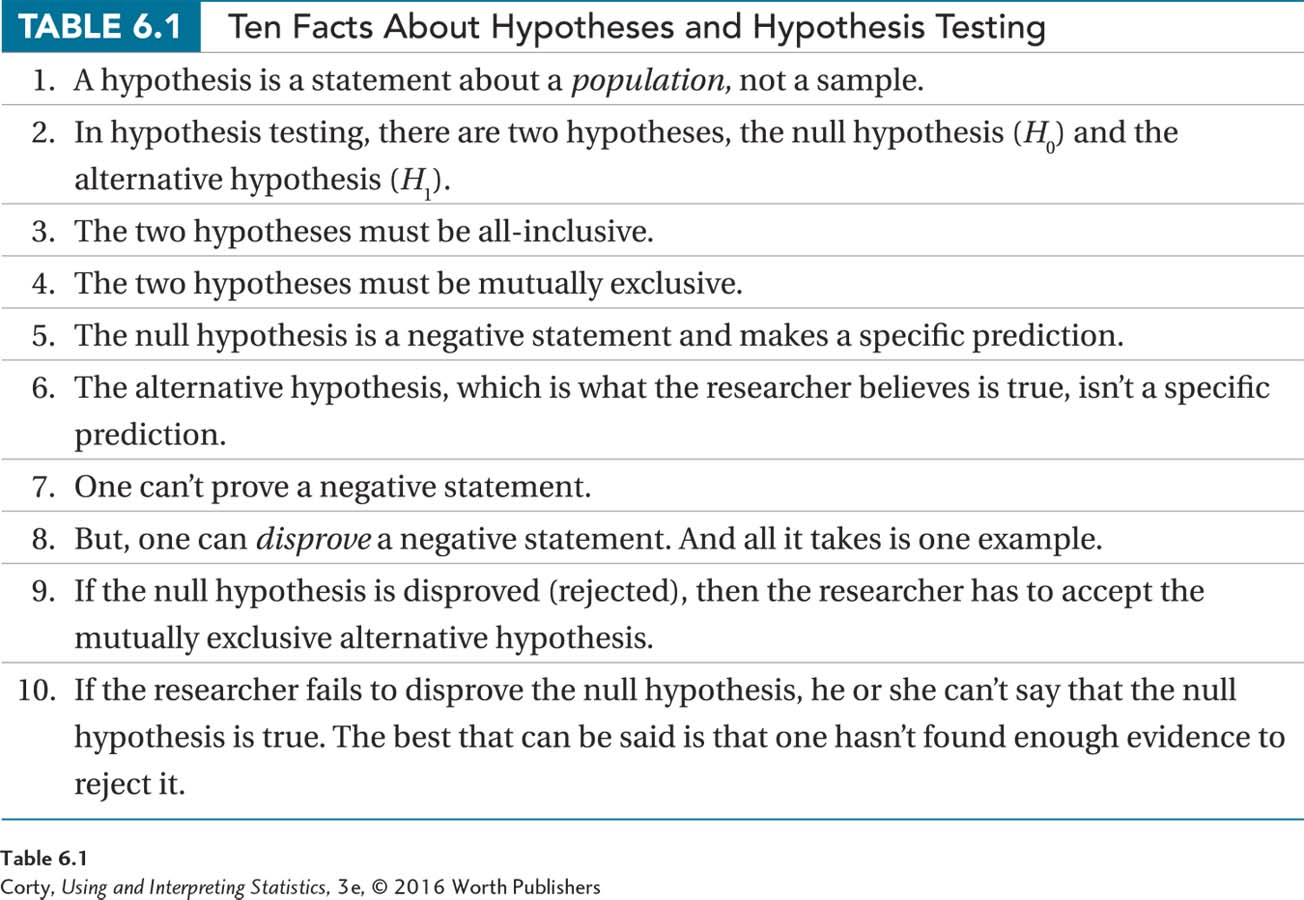 TABLE 6.1 Ten Facts About Hypotheses and Hypothesis Testing
1. A hypothesis is a statement about a population, not a sample.
2. In hypothesis testing, there are two hypotheses, the null hypothesis (H₀) and the
alternative hypothesis (H₁).
3. The two hypotheses must be all-inclusive.
4. The two hypotheses must be mutually exclusive.
5. The null hypothesis is a negative statement and makes a specific prediction.
6. The alternative hypothesis, which is what the researcher believes is true, isn’t a specific
prediction.
7. One can’t prove a negative statement.
8. But, one can disprove a negative statement. And all it takes is one example.
9. If the null hypothesis is disproved (rejected), then the researcher has to accept the
mutually exclusive alternative hypothesis.
10. If the researcher fails to disprove the null hypothesis, he or she can’t say that the null
hypothesis is true. The best that can be said is that one hasn’t found enough evidence to
reject it.
Table 6.1
Corty, Using and Interpreting Statistics, 3e, © 2016 Worth Publishers